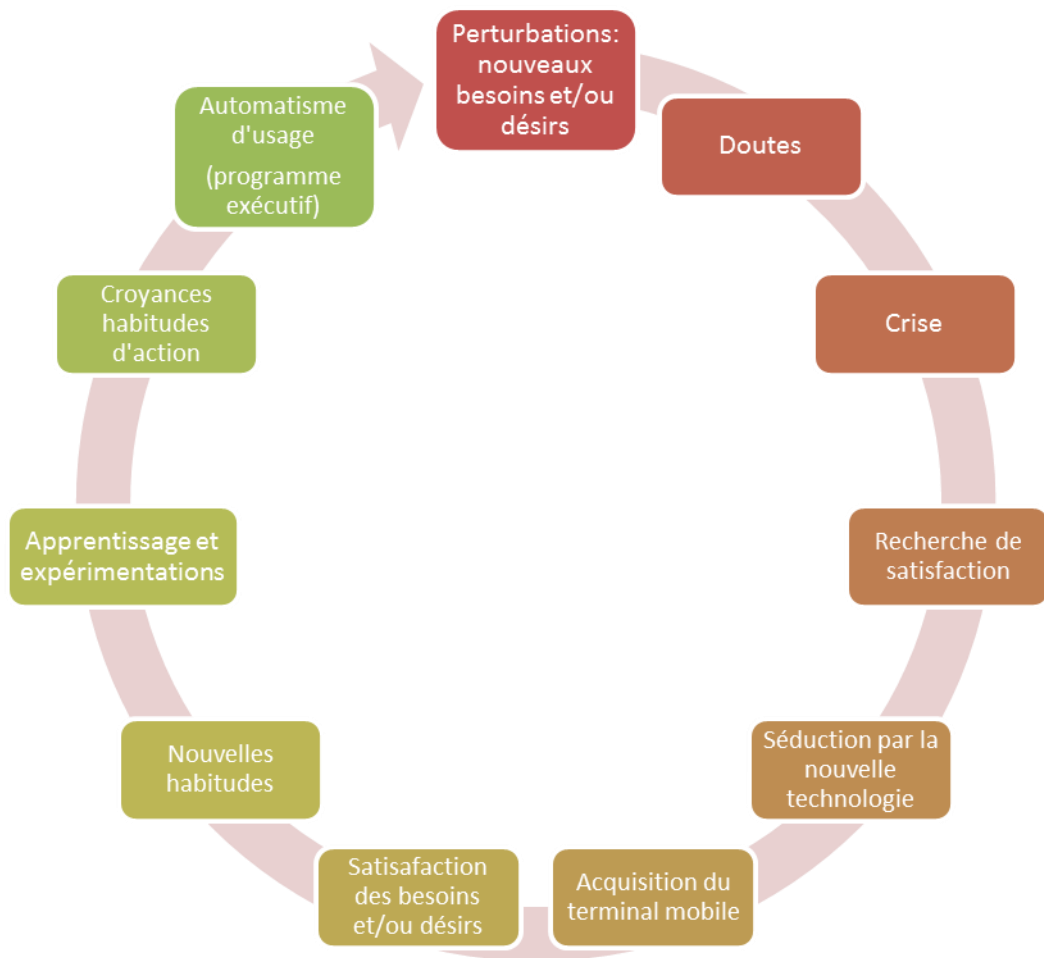 Perturbations:
nouveaux
besoins et/ou
désirs
Doutes
Crise
Recherche de
satisfaction
Séduction par la
nouvelle
technologie
Acquisition du
terminal mobile
Satisafaction
des besoins
et/ou désirs
Nouvelles
habitudes
Apprentissage et
expérimentations
Croyances
habitudes
d'action
Automatisme
d'usage
(programme
exécutif)